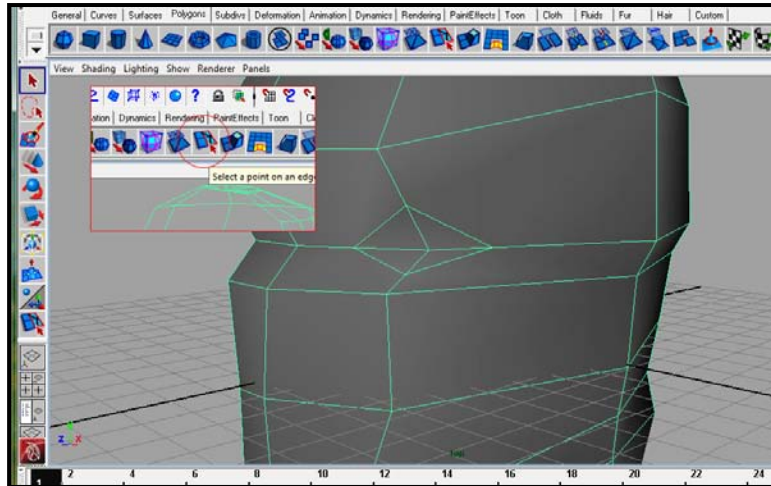 General Curves Surfaces Polygons Subdivs Deformation Animation Dynamics Rendering PaintEffects Toon Cloth Fluids Fur Hair Custom
View Shading Lighting Show Renderer Panels
ation Dynamics Rendering PaintEffects Toon Cl
Select a point on an edg
z x
1 2 4 6 8 10 12 14 16 18 20 22 24